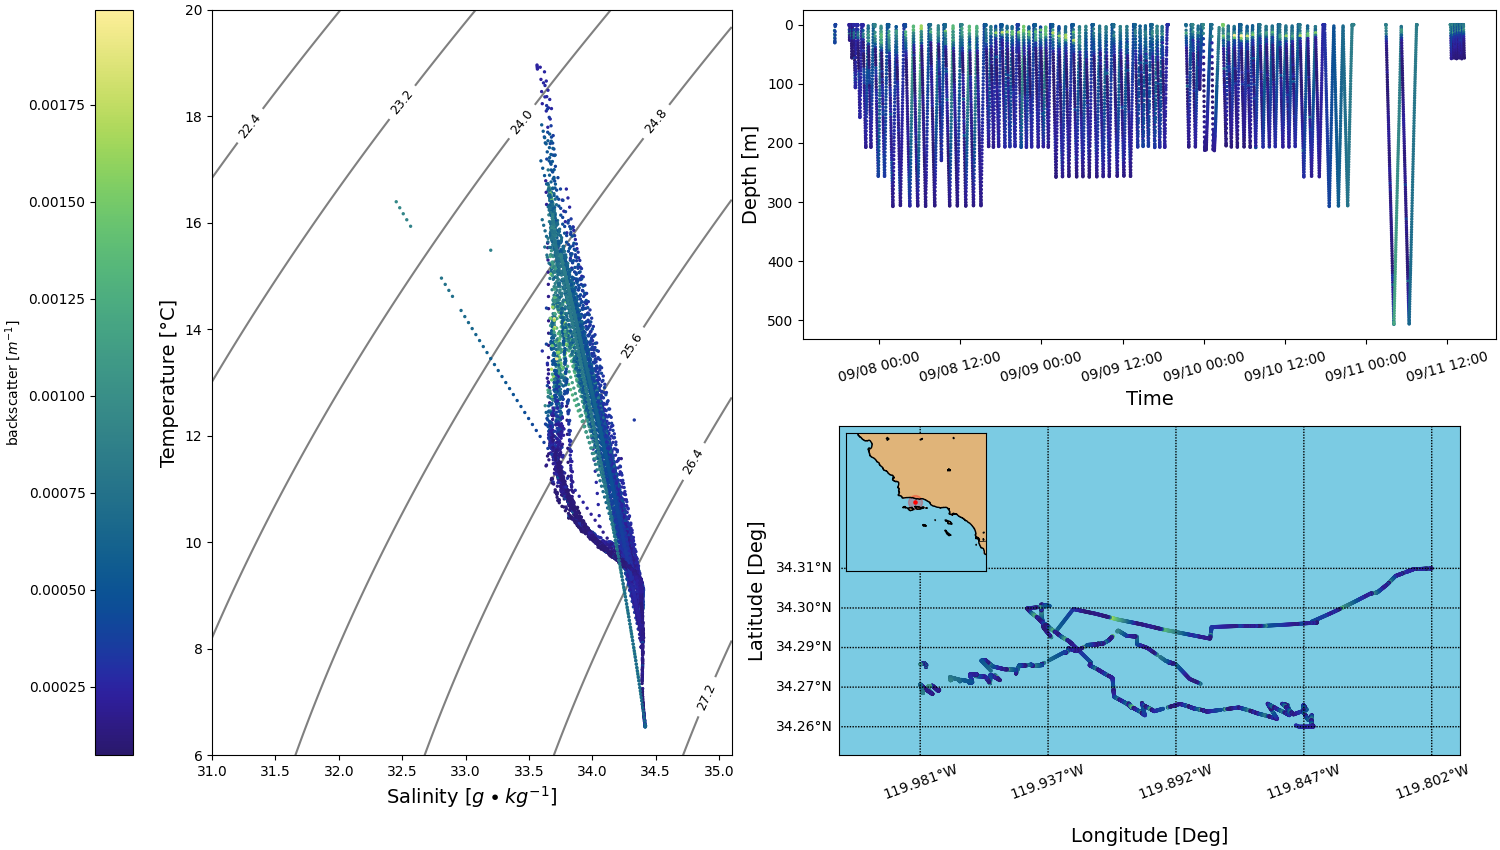 backscatter [m⁻¹]
0.00175
0.00150
0.00125
0.00100
0.00075
0.00050
0.00025
Temperature [°C]
20
18
16
14
12
10
8
6
22.4
23.2
24.0
24.8
25.6
26.4
27.2
31.0 31.5 32.0 32.5 33.0 33.5 34.0 34.5 35.0
Salinity [g • kg⁻¹]
Depth [m]
0
100
200
300
400
500
09/08 00:00 09/08 12:00 09/09 00:00 09/09 12:00 09/10 00:00 09/10 12:00 09/11 00:00 09/11 12:00
Time
Latitude [Deg]
34.31°N
34.30°N
34.29°N
34.27°N
34.26°N
119.981°W 119.937°W 119.892°W 119.847°W 119.802°W
Longitude [Deg]